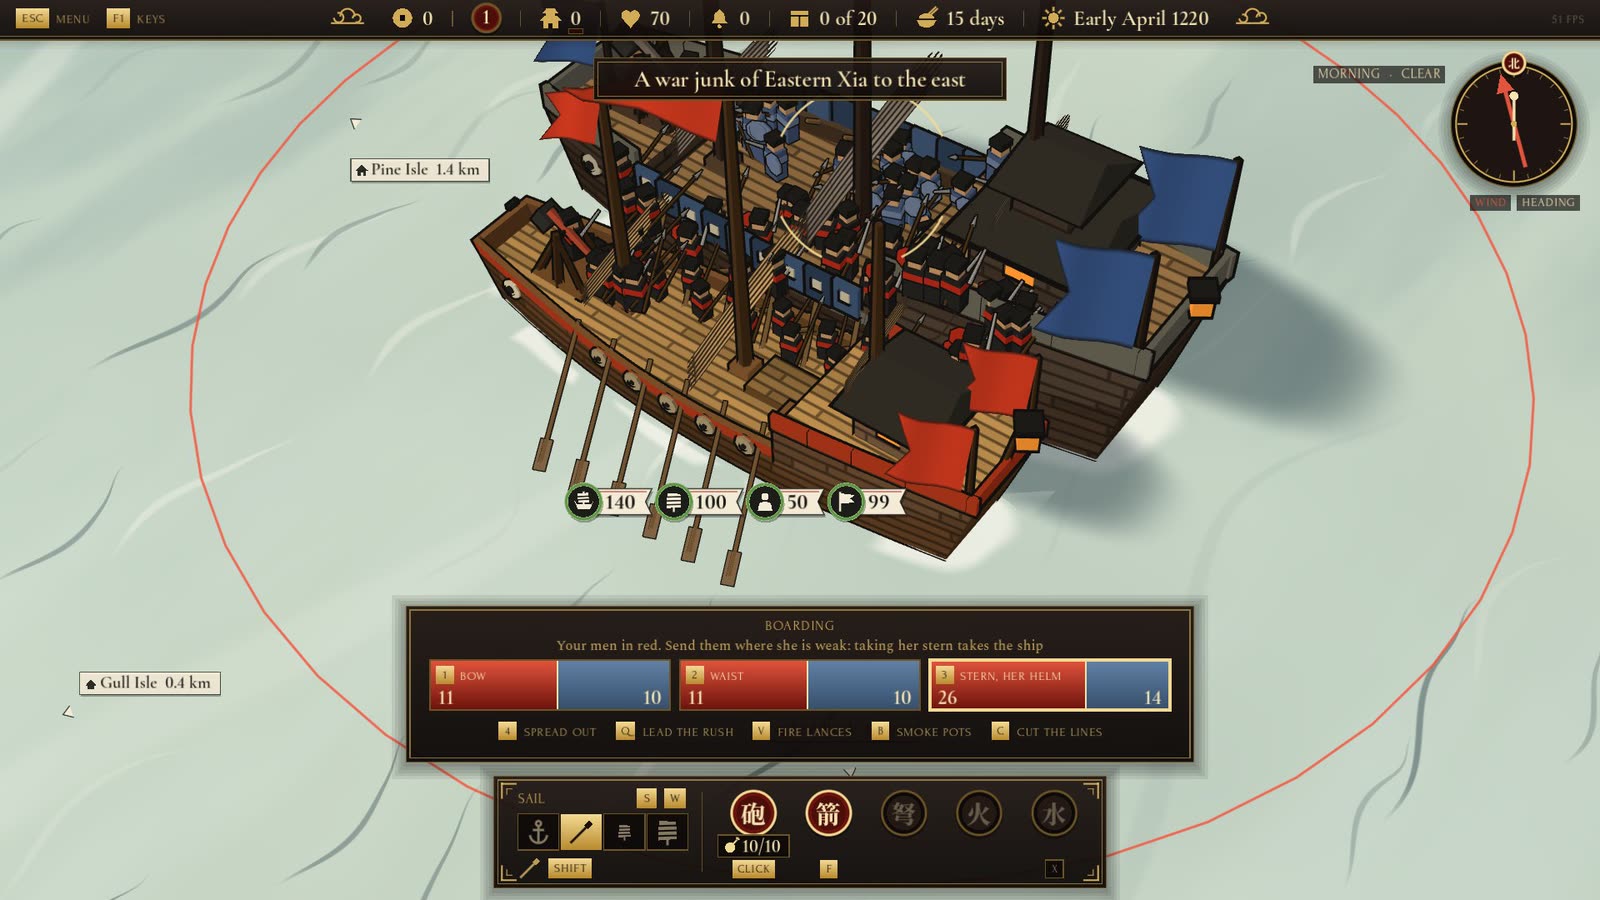 ESC MENU F1 KEYS 0 1 0 70 0 0 of 20 15 days Early April 1220 51 FPS
A war junk of Eastern Xia to the east
MORNING · CLEAR
北
WIND HEADING
Pine Isle 1.4 km
140 100 50 99
Gull Isle 0.4 km
BOARDING
Your men in red. Send them where she is weak: taking her stern takes the ship
1 BOW 11 10
2 WAIST 11 10
3 STERN, HER HELM 26 14
4 SPREAD OUT Q LEAD THE RUSH V FIRE LANCES B SMOKE POTS C CUT THE LINES
SAIL S W
砲 箭 弩 火 水
10/10
SHIFT CLICK F X